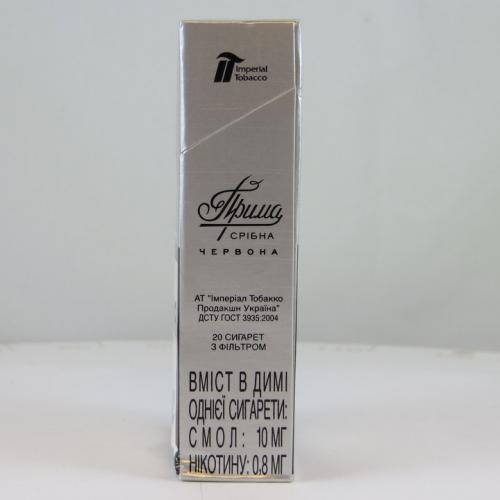 Imperial
Tobacco
Прима
СРІБНА
ЧЕРВОНА
АТ "Імперіал Тобакко
Продакшн Україна"
ДСТУ ГОСТ 3935:2004
20 СИГАРЕТ
З ФІЛЬТРОМ
ВМІСТ В ДИМІ
ОДНІЄЇ СИГАРЕТИ:
СМОЛ: 10 МГ
НІКОТИНУ: 0.8 МГ